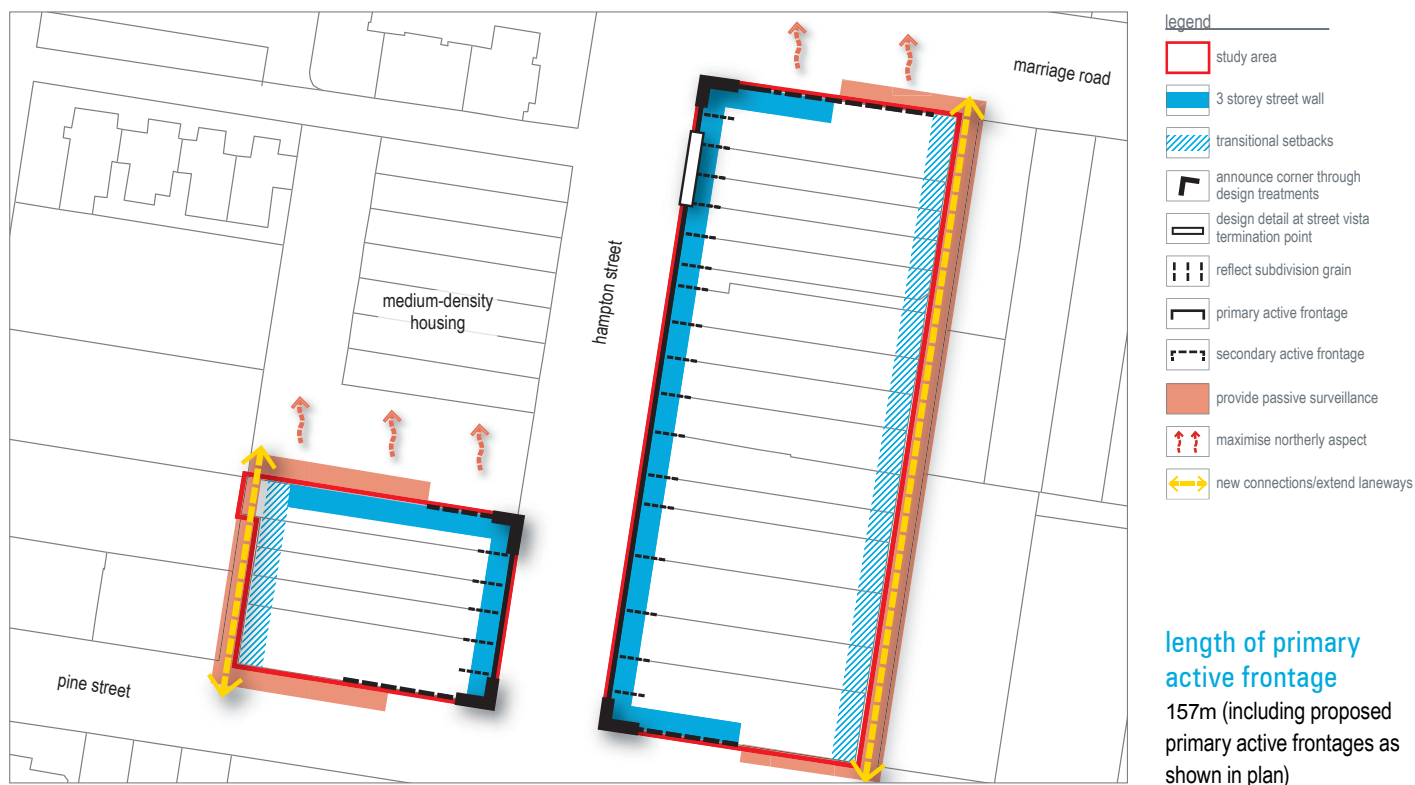 marriage road
hampton street
medium-density
housing
pine street
legend
study area
3 storey street wall
transitional setbacks
announce corner through
design treatments
design detail at street vista
termination point
reflect subdivision grain
primary active frontage
secondary active frontage
provide passive surveillance
maximise northerly aspect
new connections/extend laneways
length of primary
active frontage
157m (including proposed
primary active frontages as
shown in plan)